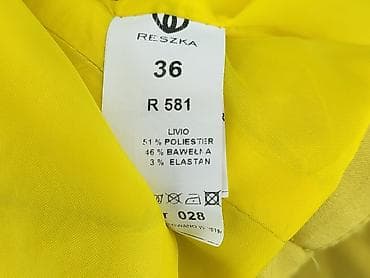 RESZKA
36
R 581
LIVIO
51 % POLIESTER
46 % BAWEŁNA
3 % ELASTAN
028